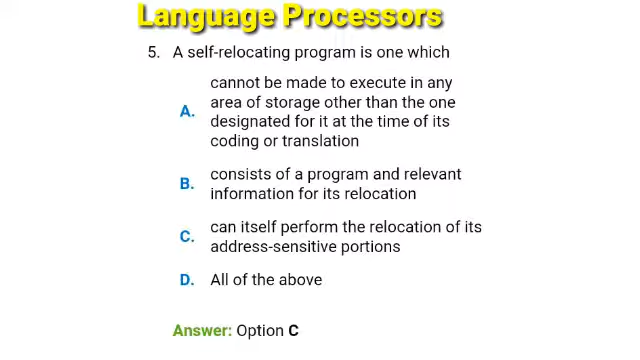 Language Processors
5. A self-relocating program is one which
A. cannot be made to execute in any
area of storage other than the one
designated for it at the time of its
coding or translation
B. consists of a program and relevant
information for its relocation
C. can itself perform the relocation of its
address-sensitive portions
D. All of the above
Answer: Option C